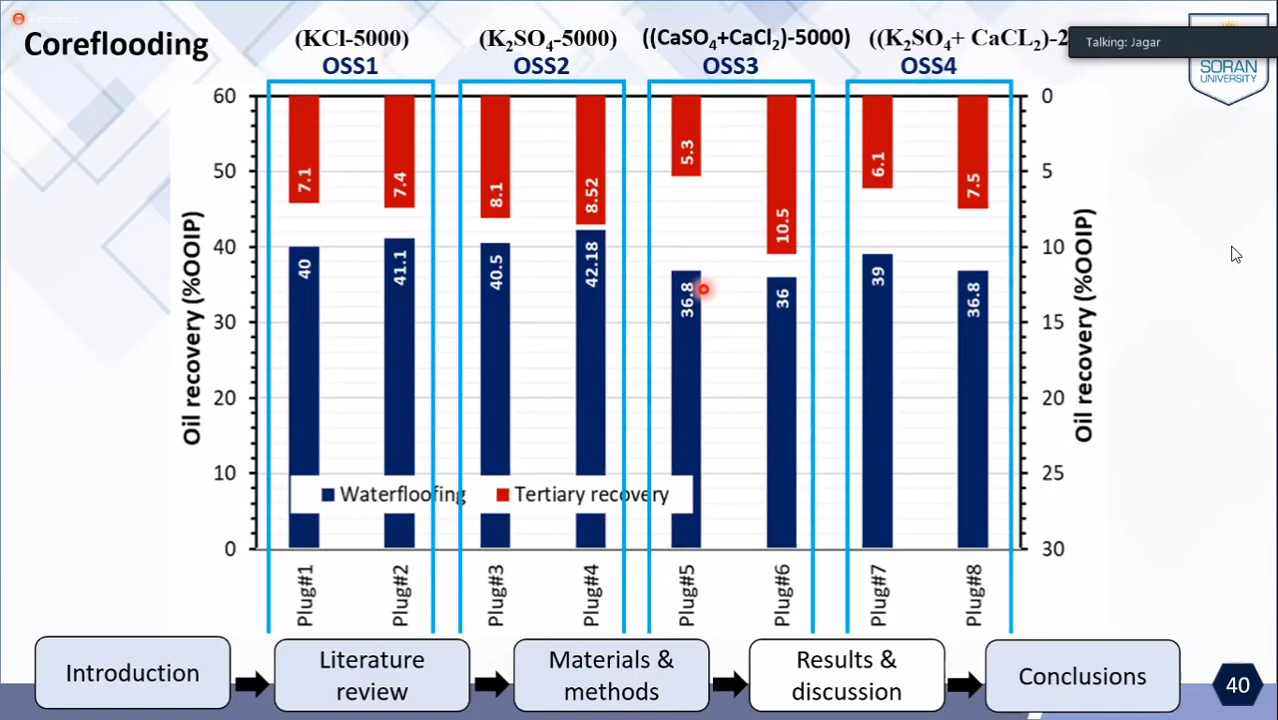 Recording
Coreflooding
(KCl-5000)
(K₂SO₄-5000)
((CaSO₄+CaCl₂)-5000)
((K₂SO₄+ CaCL₂)-2
Talking: Jagar
OSS1
OSS2
OSS3
OSS4
SORAN
UNIVERSITY
Oil recovery (%OOIP)
60
50
40
30
20
10
0
7.1
7.4
8.1
8.52
5.3
10.5
6.1
7.5
40
41.1
40.5
42.18
36.8
36
39
36.8
Waterfloofing
Tertiary recovery
0
5
10
15
20
25
30
Oil recovery (%OOIP)
Plug#1
Plug#2
Plug#3
Plug#4
Plug#5
Plug#6
Plug#7
Plug#8
Introduction
Literature
review
Materials &
methods
Results &
discussion
Conclusions
40